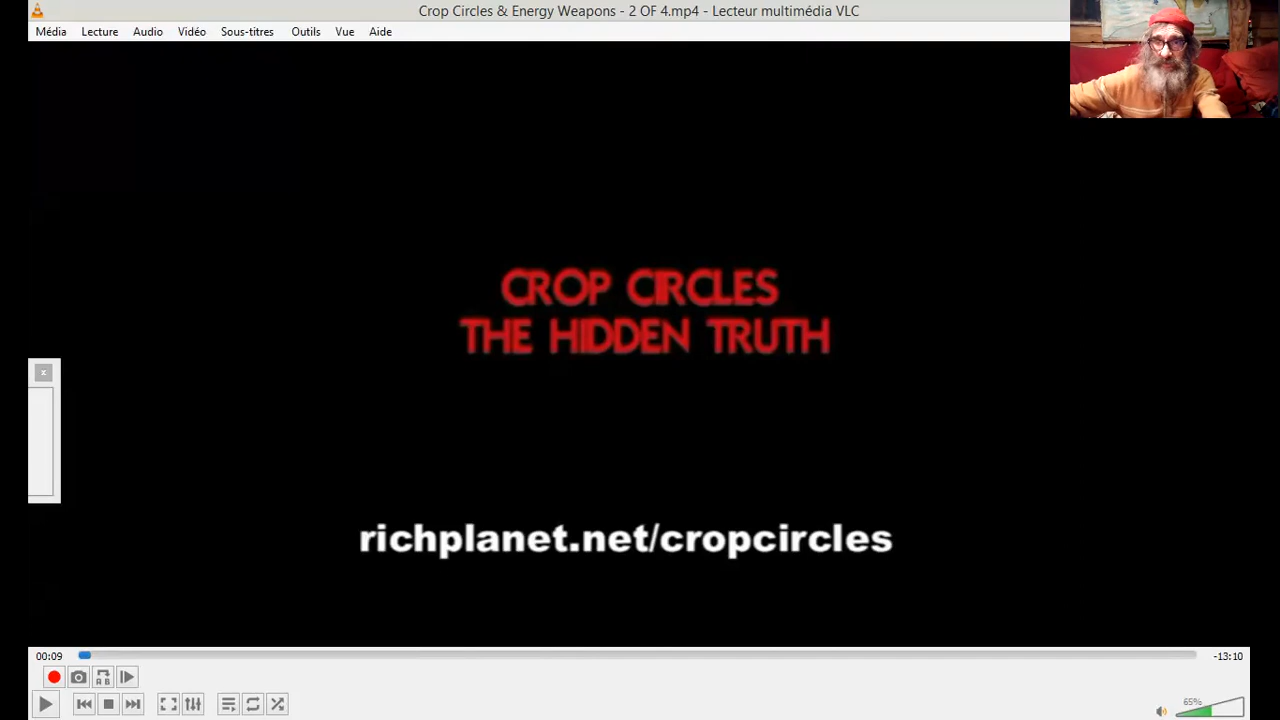 Crop Circles & Energy Weapons - 2 OF 4.mp4 - Lecteur multimédia VLC
Média Lecture Audio Vidéo Sous-titres Outils Vue Aide
CROP CIRCLES
THE HIDDEN TRUTH
x
richplanet.net/cropcircles
00:09 -13:10
A B
65%